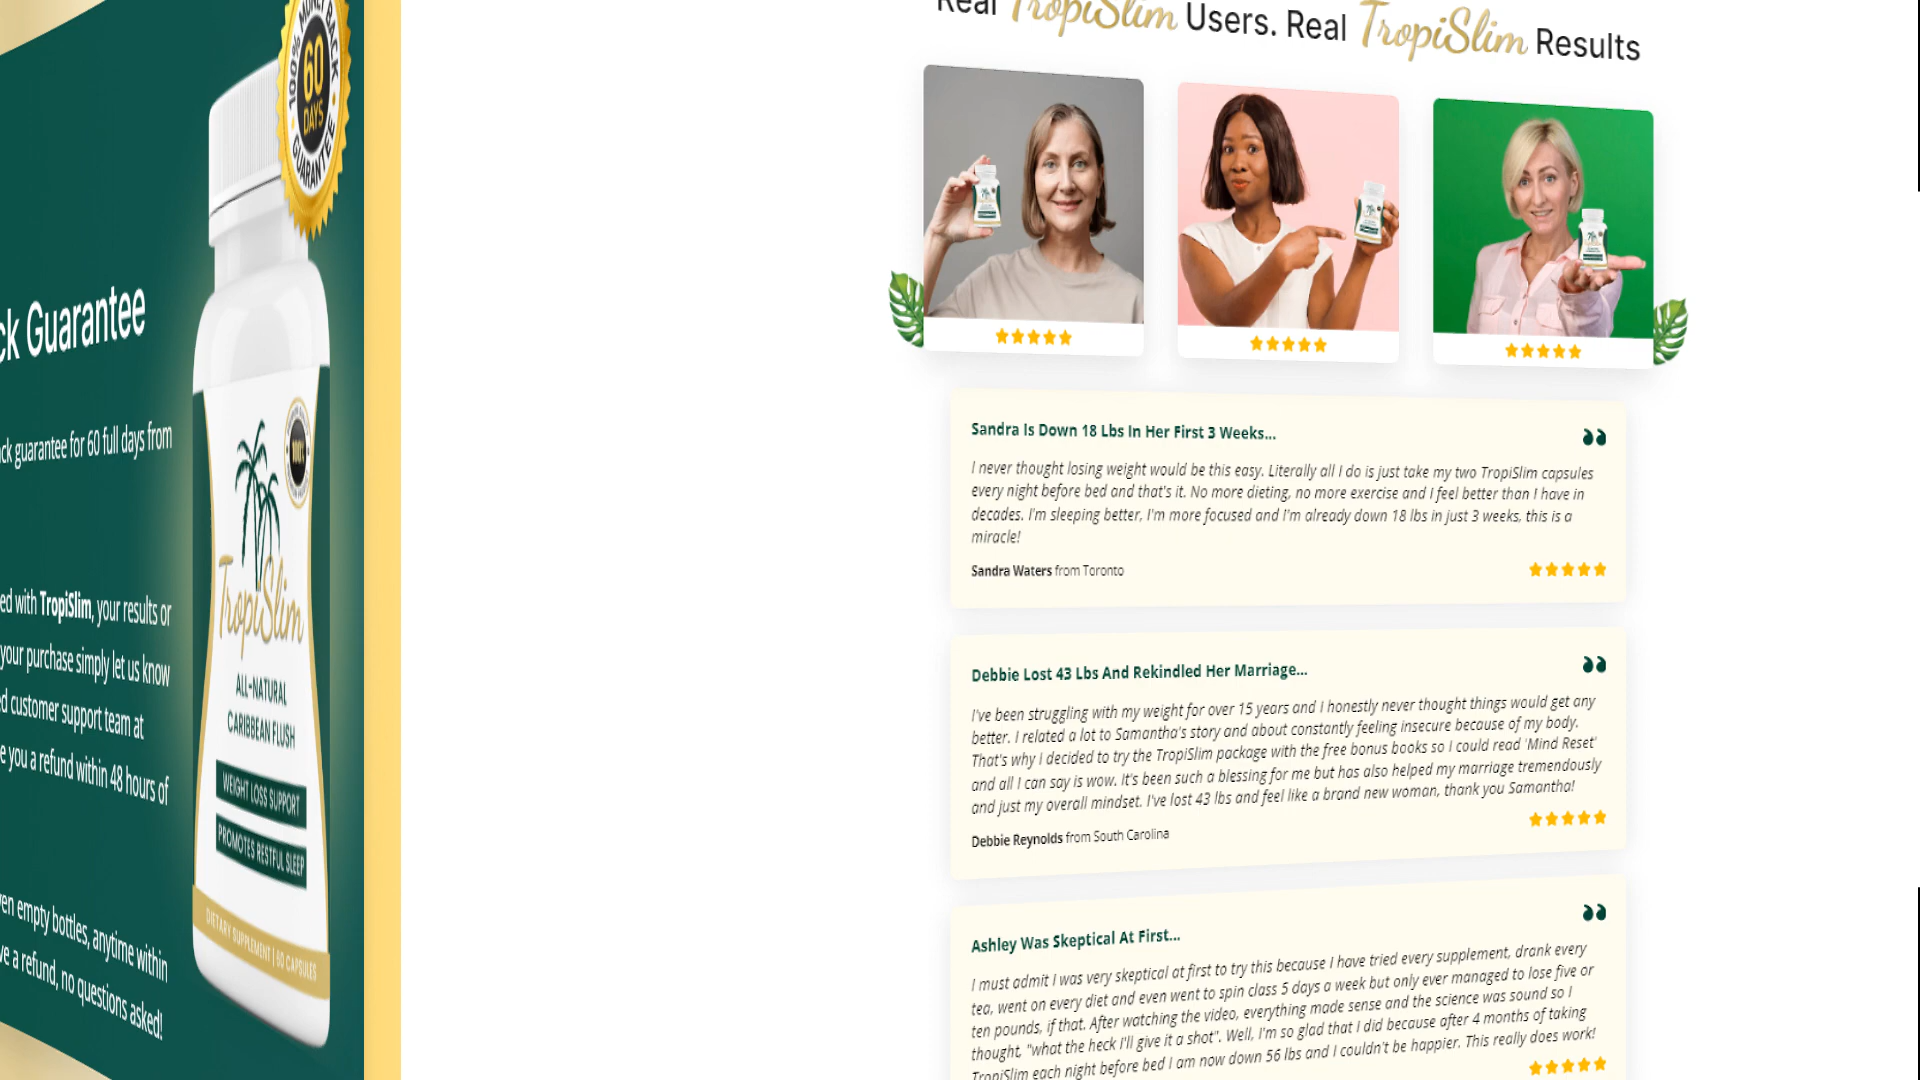 100% MONEY BACK
60
DAYS
GUARANTEE
ck Guarantee
ck guarantee for 60 full days from
ed with TropiSlim, your results or
your purchase simply let us know
d customer support team at
e you a refund within 48 hours of
en empty bottles, anytime within
ve a refund, no questions asked!
100%
TropiSlim
ALL-NATURAL
CARIBBEAN FLUSH
WEIGHT LOSS SUPPORT
PROMOTES RESTFUL SLEEP
DIETARY SUPPLEMENT | 60 CAPSULES
Real TropiSlim Users. Real TropiSlim Results
Sandra Is Down 18 Lbs In Her First 3 Weeks...
I never thought losing weight would be this easy. Literally all I do is just take my two TropiSlim capsules
every night before bed and that's it. No more dieting, no more exercise and I feel better than I have in
decades. I'm sleeping better, I'm more focused and I'm already down 18 lbs in just 3 weeks, this is a
miracle!
Sandra Waters from Toronto
Debbie Lost 43 Lbs And Rekindled Her Marriage...
I've been struggling with my weight for over 15 years and I honestly never thought things would get any
better. I related a lot to Samantha's story and about constantly feeling insecure because of my body.
That's why I decided to try the TropiSlim package with the free bonus books so I could read 'Mind Reset'
and all I can say is wow. It's been such a blessing for me but has also helped my marriage tremendously
and just my overall mindset. I've lost 43 lbs and feel like a brand new woman, thank you Samantha!
Debbie Reynolds from South Carolina
Ashley Was Skeptical At First...
I must admit I was very skeptical at first to try this because I have tried every supplement, drank every
tea, went on every diet and even went to spin class 5 days a week but only ever managed to lose five or
ten pounds, if that. After watching the video, everything made sense and the science was sound so I
thought, "what the heck I'll give it a shot". Well, I'm so glad that I did because after 4 months of taking
TropiSlim each night before bed I am now down 56 lbs and I couldn't be happier. This really does work!